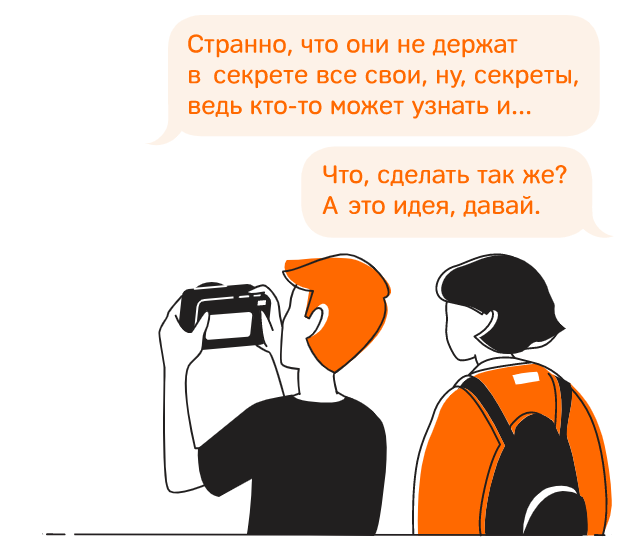 Странно, что они не держат
в секрете все свои, ну, секреты,
ведь кто-то может узнать и...
Что, сделать так же?
А это идея, давай.